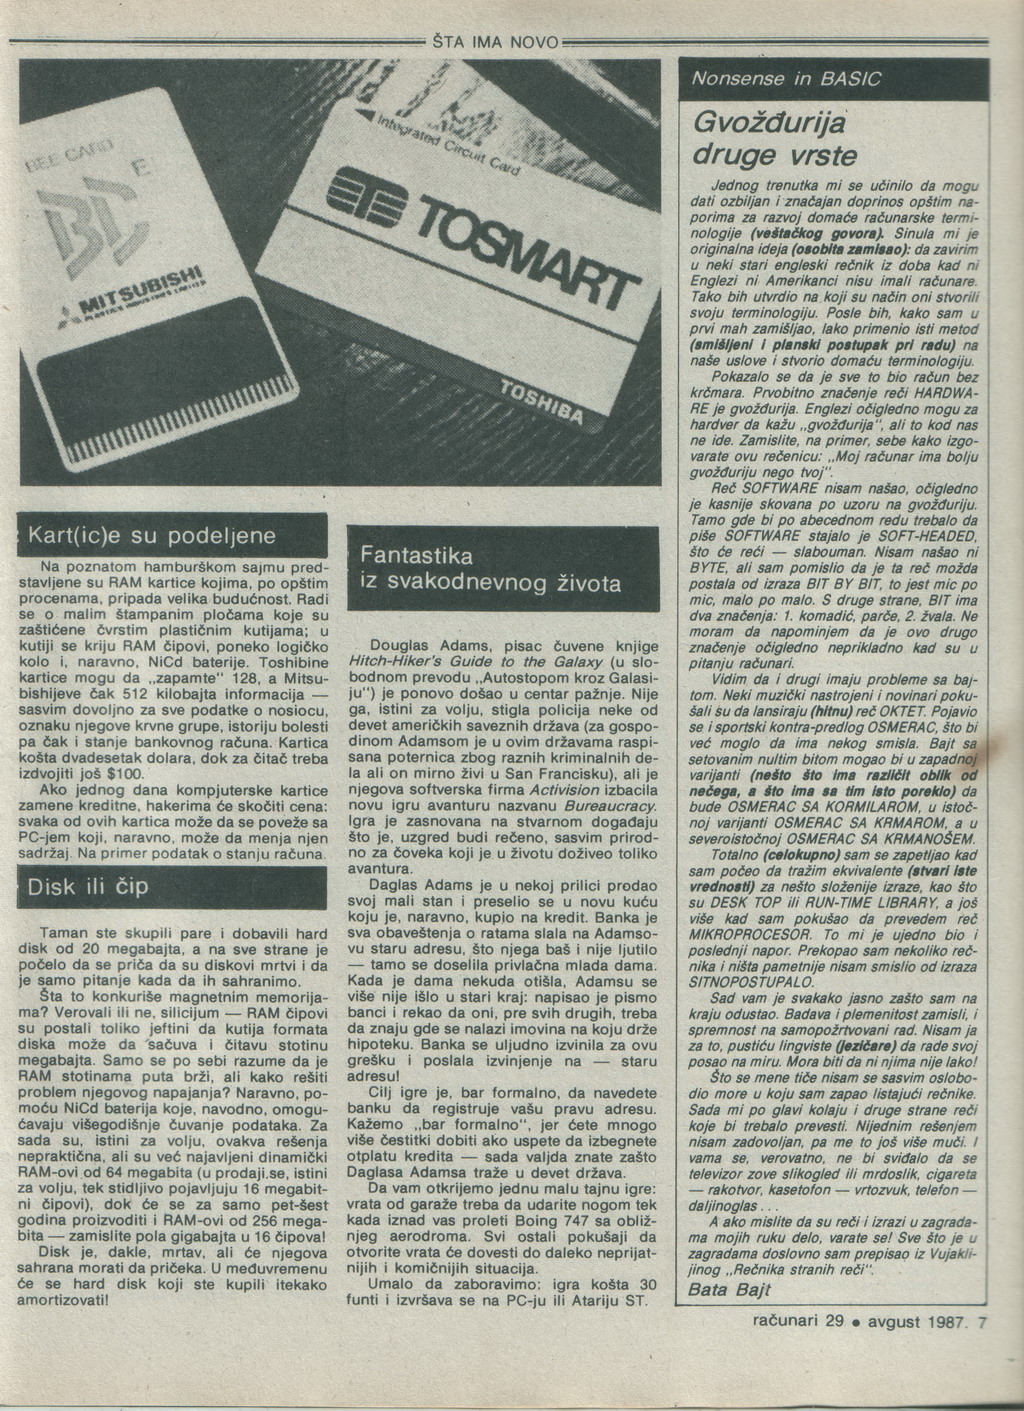 ŠTA IMA NOVO
BEE CARD
E
BC
MITSUBISHI
PLASTICS INDUSTRIES LIMITED
Integrated Circuit Card
TOSMART
TOSHIBA
Kart(ic)e su podeljene
Na poznatom hamburškom sajmu pred-
stavljene su RAM kartice kojima, po opštim
procenama, pripada velika budućnost. Radi
se o malim štampanim pločama koje su
zaštićene čvrstim plastičnim kutijama; u
kutiji se kriju RAM čipovi, poneko logičko
kolo i, naravno, NiCd baterije. Toshibine
kartice mogu da „zapamte" 128, a Mitsu-
bishijeve čak 512 kilobajta informacija —
sasvim dovoljno za sve podatke o nosiocu,
oznaku njegove krvne grupe, istoriju bolesti
pa čak i stanje bankovnog računa. Kartica
košta dvadesetak dolara, dok za čitač treba
izdvojiti još $100.
Ako jednog dana kompjuterske kartice
zamene kreditne, hakerima će skočiti cena:
svaka od ovih kartica može da se poveže sa
PC-jem koji, naravno, može da menja njen
sadržaj. Na primer podatak o stanju računa.
Disk ili čip
Taman ste skupili pare i dobavili hard
disk od 20 megabajta, a na sve strane je
počelo da se priča da su diskovi mrtvi i da
je samo pitanje kada da ih sahranimo.
Šta to konkuriše magnetnim memorija-
ma? Verovali ili ne, silicijum — RAM čipovi
su postali toliko jeftini da kutija formata
diska može da sačuva i čitavu stotinu
megabajta. Samo se po sebi razume da je
RAM stotinama puta brži, ali kako rešiti
problem njegovog napajanja? Naravno, po-
moću NiCd baterija koje, navodno, omogu-
ćavaju višegodišnje čuvanje podataka. Za
sada su, istini za volju, ovakva rešenja
nepraktična, ali su već najavljeni dinamički
RAM-ovi od 64 megabita (u prodaji.se, istini
za volju, tek stidljivo pojavljuju 16 megabit-
ni čipovi), dok će se za samo pet-šest
godina proizvoditi i RAM-ovi od 256 mega-
bita — zamislite pola gigabajta u 16 čipova!
Disk je, dakle, mrtav, ali će njegova
sahrana morati da pričeka. U međuvremenu
će se hard disk koji ste kupili itekako
amortizovati!
Fantastika
iz svakodnevnog života
Douglas Adams, pisac čuvene knjige
Hitch-Hiker's Guide to the Galaxy (u slo-
bodnom prevodu „Autostopom kroz Galasi-
ju") je ponovo došao u centar pažnje. Nije
ga, istini za volju, stigla policija neke od
devet američkih saveznih država (za gospo-
dinom Adamsom je u ovim državama raspi-
sana poternica zbog raznih kriminalnih de-
la ali on mirno živi u San Francisku), ali je
njegova softverska firma Activision izbacila
novu igru avanturu nazvanu Bureaucracy.
Igra je zasnovana na stvarnom događaju
što je, uzgred budi rečeno, sasvim prirod-
no za čoveka koji je u životu doživeo toliko
avantura.
Daglas Adams je u nekoj prilici prodao
svoj mali stan i preselio se u novu kuću
koju je, naravno, kupio na kredit. Banka je
sva obaveštenja o ratama slala na Adamso-
vu staru adresu, što njega baš i nije ljutilo
— tamo se doselila privlačna mlada dama.
Kada je dama nekuda otišla, Adamsu se
više nije išlo u stari kraj: napisao je pismo
banci i rekao da oni, pre svih drugih, treba
da znaju gde se nalazi imovina na koju drže
hipoteku. Banka se uljudno izvinila za ovu
grešku i poslala izvinjenje na — staru
adresu!
Cilj igre je, bar formalno, da navedete
banku da registruje vašu pravu adresu.
Kažemo „bar formalno", jer ćete mnogo
više čestitki dobiti ako uspete da izbegnete
otplatu kredita — sada valjda znate zašto
Daglasa Adamsa traže u devet država.
Da vam otkrijemo jednu malu tajnu igre:
vrata od garaže treba da udarite nogom tek
kada iznad vas proleti Boing 747 sa obliž-
njeg aerodroma. Svi ostali pokušaji da
otvorite vrata će dovesti do daleko neprijat-
nijih i komičnijih situacija.
Umalo da zaboravimo: igra košta 30
funti i izvršava se na PC-ju ili Atariju ST.
Nonsense in BASIC
Gvožđurija
druge vrste
Jednog trenutka mi se učinilo da mogu
dati ozbiljan i značajan doprinos opštim na-
porima za razvoj domaće računarske termi-
nologije (veštačkog govora). Sinula mi je
originalna ideja (osobita zamisao): da zavirim
u neki stari engleski rečnik iz doba kad ni
Englezi ni Amerikanci nisu imali računare.
Tako bih utvrdio na koji su način oni stvorili
svoju terminologiju. Posle bih, kako sam u
prvi mah zamišljao, lako primenio isti metod
(smišljeni i planski postupak pri radu) na
naše uslove i stvorio domaću terminologiju.
Pokazalo se da je sve to bio račun bez
krčmara. Prvobitno značenje reči HARDWA-
RE je gvožđurija. Englezi očigledno mogu za
hardver da kažu „gvožđurija", ali to kod nas
ne ide. Zamislite, na primer, sebe kako izgo-
varate ovu rečenicu: „Moj računar ima bolju
gvožđuriju nego tvoj".
Reč SOFTWARE nisam našao, očigledno
je kasnije skovana po uzoru na gvožđuriju.
Tamo gde bi po abecednom redu trebalo da
piše SOFTWARE stajalo je SOFT-HEADED,
što će reći — slabouman. Nisam našao ni
BYTE, ali sam pomislio da je ta reč možda
postala od izraza BIT BY BIT, to jest mic po
mic, malo po malo. S druge strane, BIT ima
dva značenja: 1. komadić, parče, 2. žvala. Ne
moram da napominjem da je ovo drugo
značenje očigledno neprikladno kad su u
pitanju računari.
Vidim da i drugi imaju probleme sa baj-
tom. Neki muzički nastrojeni i novinari poku-
šali su da lansiraju (hitnu) reč OKTET. Pojavio
se i sportski kontra-predlog OSMERAC, što bi
već moglo da ima nekog smisla. Bajt sa
setovanim nultim bitom mogao bi u zapadnoj
varijanti (nešto što ima različit oblik od
nečega, a što ima sa tim isto poreklo) da
bude OSMERAC SA KORMILAROM, u istoč-
noj varijanti OSMERAC SA KRMAROM, a u
severoistočnoj OSMERAC SA KRMANOŠEM.
Totalno (celokupno) sam se zapetljao kad
sam počeo da tražim ekvivalente (stvari iste
vrednosti) za nešto složenije izraze, kao što
su DESK TOP ili RUN-TIME LIBRARY, a još
više kad sam pokušao da prevedem reč
MIKROPROCESOR. To mi je ujedno bio i
poslednji napor. Prekopao sam nekoliko reč-
nika i ništa pametnije nisam smislio od izraza
SITNOPOSTUPALO.
Sad vam je svakako jasno zašto sam na
kraju odustao. Badava i plemenitost zamisli, i
spremnost na samopožrtvovani rad. Nisam ja
za to, pustiću lingviste (jezičare) da rade svoj
posao na miru. Mora biti da ni njima nije lako!
Što se mene tiče nisam se sasvim oslobo-
dio more u koju sam zapao listajući rečnike.
Sada mi po glavi kolaju i druge strane reči
koje bi trebalo prevesti. Nijednim rešenjem
nisam zadovoljan, pa me to još više muči. I
vama se, verovatno, ne bi sviđalo da se
televizor zove slikogled ili mrdoslik, cigareta
— rakotvor, kasetofon — vrtozvuk, telefon —
daljinoglas . . .
A ako mislite da su reči i izrazi u zagrada-
ma mojih ruku delo, varate se! Sve što je u
zagradama doslovno sam prepisao iz Vujakli-
jinog „Rečnika stranih reči".
Bata Bajt
računari 29 • avgust 1987. 7